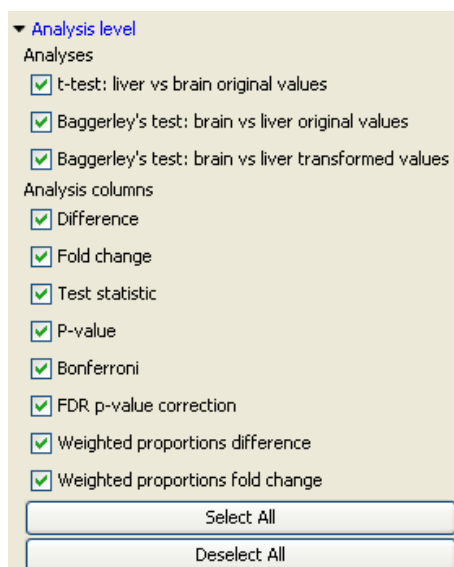 Analysis level
Analyses
t-test: liver vs brain original values
Baggerley's test: brain vs liver original values
Baggerley's test: brain vs liver transformed values
Analysis columns
Difference
Fold change
Test statistic
P-value
Bonferroni
FDR p-value correction
Weighted proportions difference
Weighted proportions fold change
Select All
Deselect All